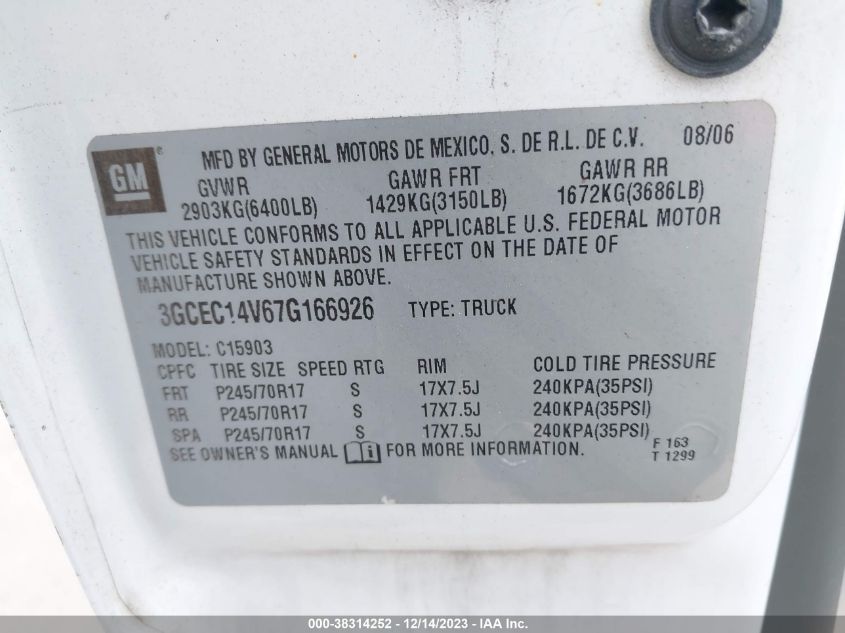 GM
MFD BY GENERAL MOTORS DE MEXICO, S. DE R.L. DE C.V. 08/06
GVWR GAWR FRT GAWR RR
2903KG(6400LB) 1429KG(3150LB) 1672KG(3686LB)
THIS VEHICLE CONFORMS TO ALL APPLICABLE U.S. FEDERAL MOTOR
VEHICLE SAFETY STANDARDS IN EFFECT ON THE DATE OF
MANUFACTURE SHOWN ABOVE.
3GCEC14V67G166926 TYPE: TRUCK
MODEL: C15903
CPFC TIRE SIZE SPEED RTG RIM COLD TIRE PRESSURE
FRT P245/70R17 S 17X7.5J 240KPA(35PSI)
RR P245/70R17 S 17X7.5J 240KPA(35PSI)
SPA P245/70R17 S 17X7.5J 240KPA(35PSI)
SEE OWNER'S MANUAL FOR MORE INFORMATION.
F 163
T 1299
000-38314252 - 12/14/2023 - IAA Inc.